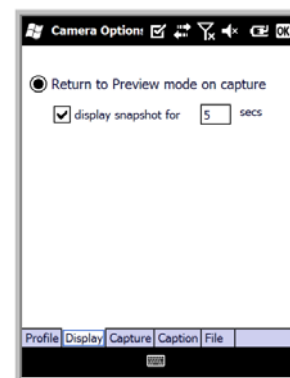 Camera Option: OK
Return to Preview mode on capture
display snapshot for 5 secs
Profile Display Capture Caption File